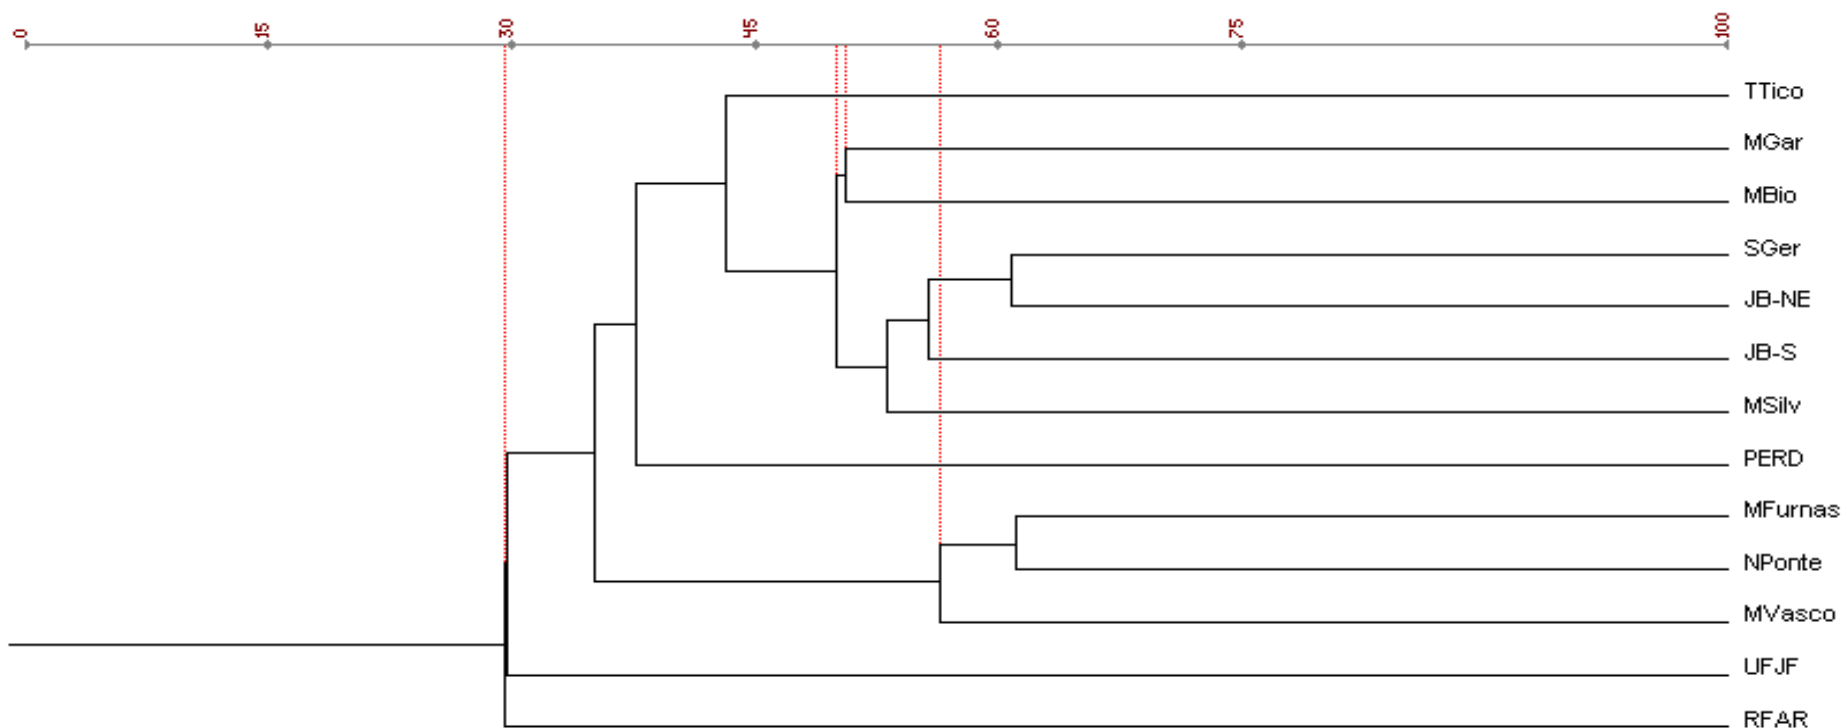 0 15 30 45 60 75 100
TTico
MGar
MBio
SGer
JB-NE
JB-S
MSilv
PERD
MFurnas
NPonte
MVasco
UFJF
RFAR